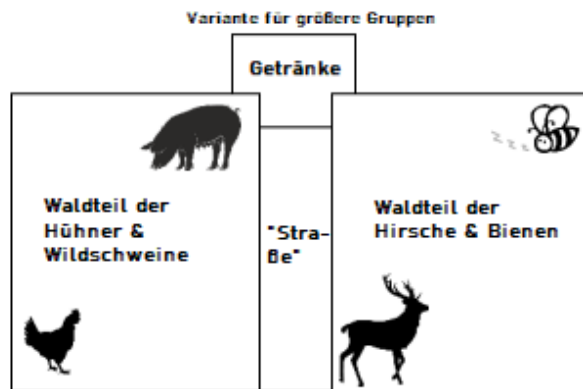 Variante für größere Gruppen
Getränke
Waldteil der
Hühner &
Wildschweine
"Stra-
ße"
Waldteil der
Hirsche & Bienen